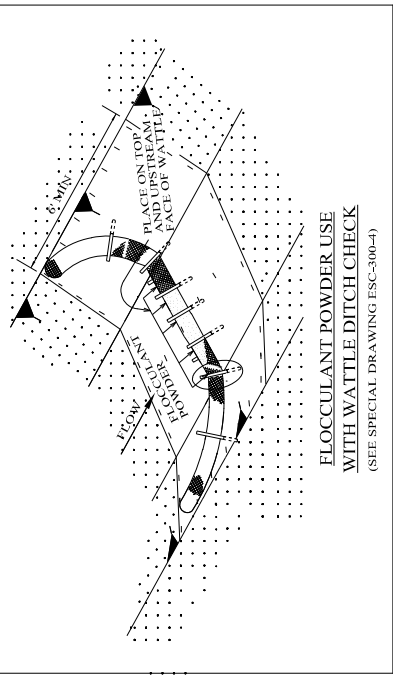 6' MIN.
PLACE ON TOP
AND UPSTREAM
FACE OF WATTLE
FLOCCULANT
POWDER
FLOW
FLOCCULANT POWDER USE
WITH WATTLE DITCH CHECK
(SEE SPECIAL DRAWING ESC-300-4)